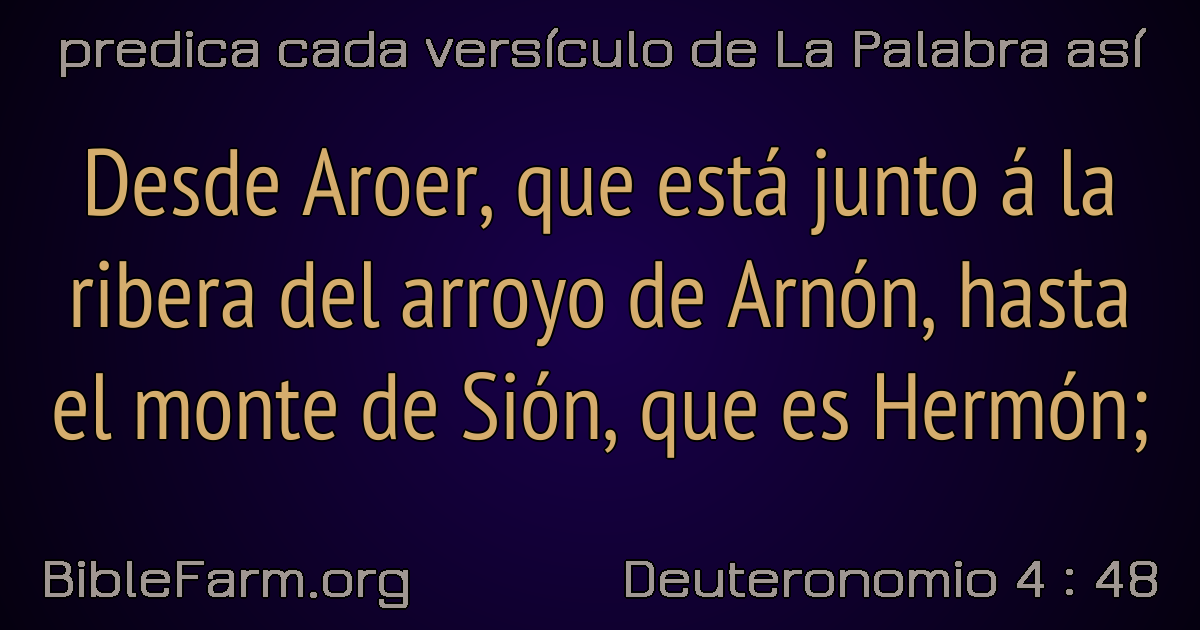 predica cada versículo de La Palabra así
Desde Aroer, que está junto á la
ribera del arroyo de Arnón, hasta
el monte de Sión, que es Hermón;
BibleFarm.org
Deuteronomio 4 : 48